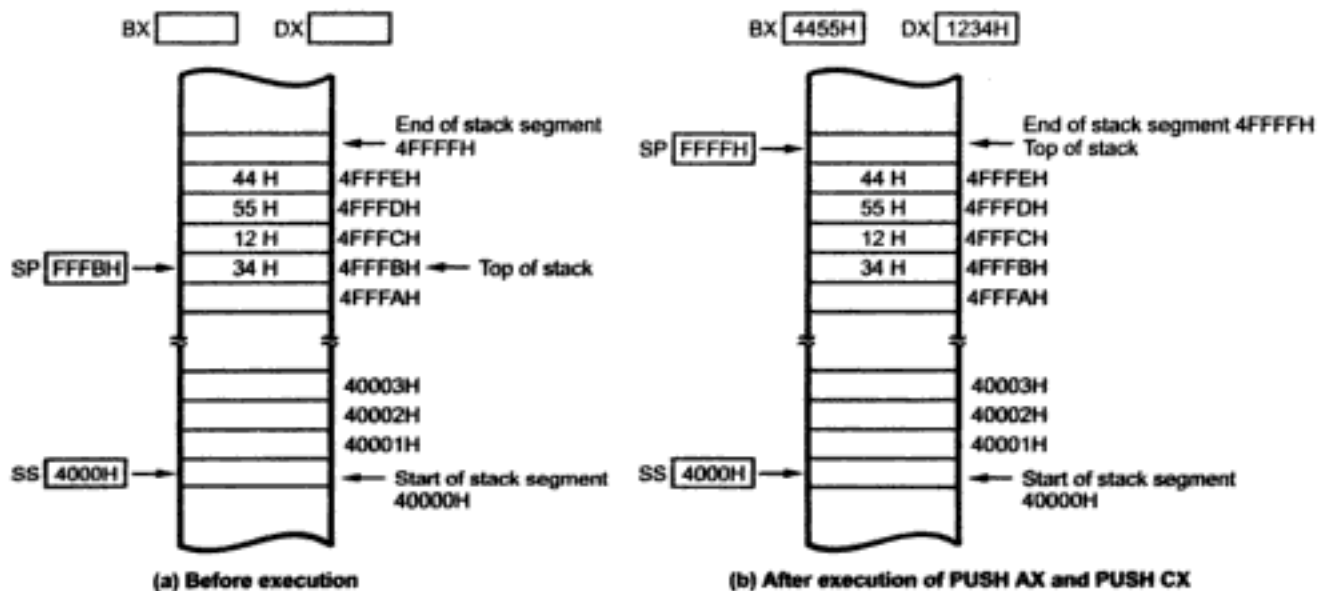 BX DX
End of stack segment
4FFFFH
44 H 4FFFEH
55 H 4FFFDH
12 H 4FFFCH
SP FFFBH 34 H 4FFFBH Top of stack
4FFFAH
40003H
40002H
40001H
SS 4000H Start of stack segment
40000H
(a) Before execution
BX 4455H DX 1234H
End of stack segment 4FFFFH
SP FFFFH Top of stack
44 H 4FFFEH
55 H 4FFFDH
12 H 4FFFCH
34 H 4FFFBH
4FFFAH
40003H
40002H
40001H
SS 4000H Start of stack segment
40000H
(b) After execution of PUSH AX and PUSH CX